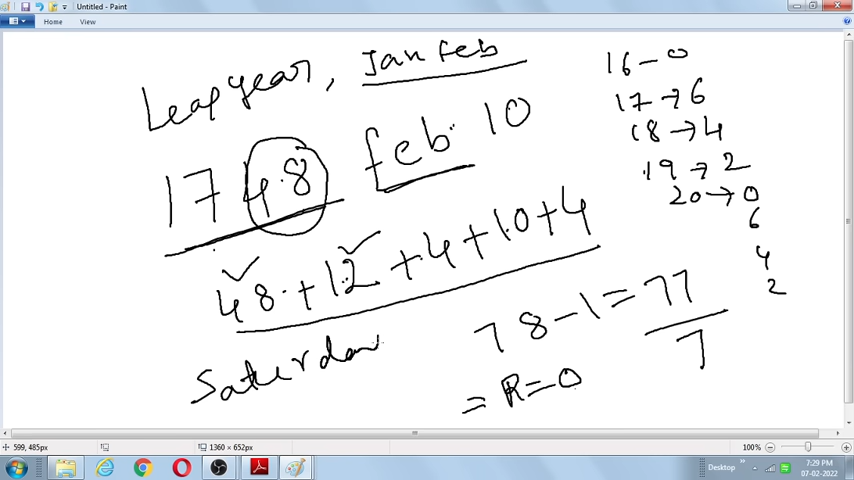 Untitled - Paint
Home View
Leap year, Jan Feb
16 - 0
17 → 6
18 → 4
19 → 2
20 → 0
6
4
2
1748 feb 10
48 + 12 + 4 + 10 + 4
78 - 1 = 77
7
= R = 0
Saturday
599, 485px
1360 × 652px
100%
Desktop
7:29 PM
07-02-2022